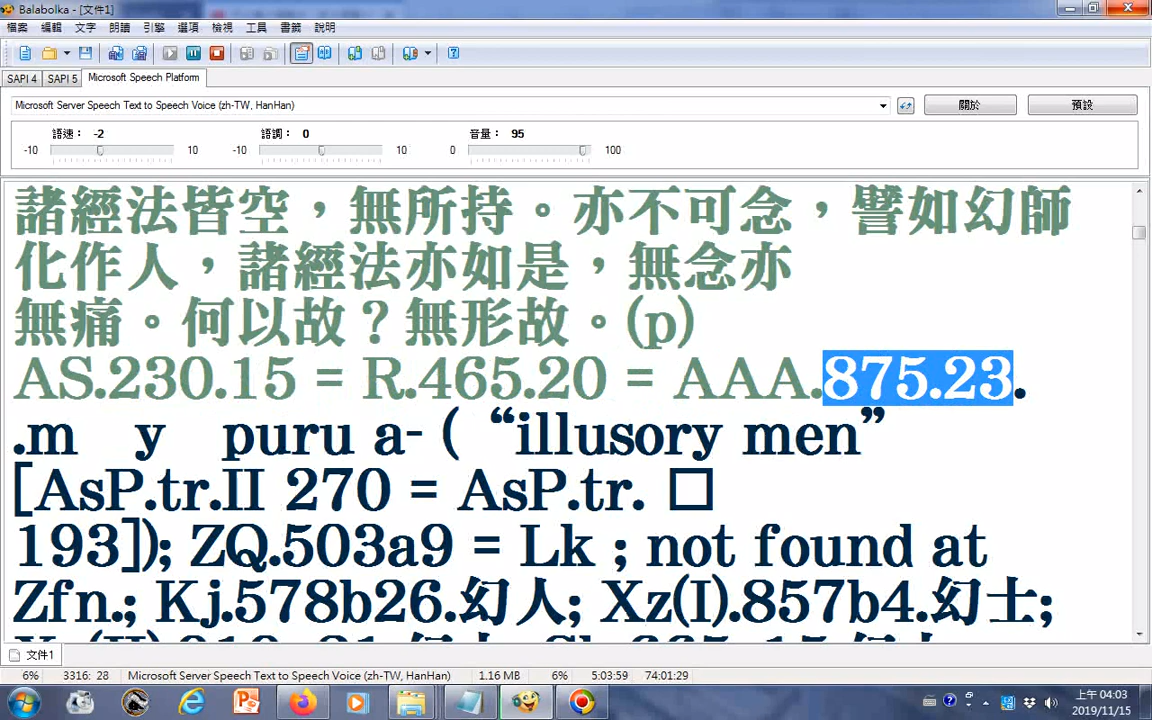 Balabolka - [文件1]
檔案 編輯 文字 朗讀 引擎 選項 檢視 工具 書籤 說明
SAPI 4 SAPI 5 Microsoft Speech Platform
Microsoft Server Speech Text to Speech Voice (zh-TW, HanHan) 關於 預設
語速： -2 語調： 0 音量： 95
-10 10 -10 10 0 100
諸經法皆空，無所持。亦不可念，譬如幻師
化作人，諸經法亦如是，無念亦
無痛。何以故？無形故。(p)
AS.230.15 = R.465.20 = AAA.875.23.
.m y puru a- ( “illusory men”
[AsP.tr.II 270 = AsP.tr. □
193]); ZQ.503a9 = Lk ; not found at
Zfn.; Kj.578b26.幻人; Xz(I).857b4.幻士;
文件1
6% 3316: 28 Microsoft Server Speech Text to Speech Voice (zh-TW, HanHan) 1.16 MB 6% 5:03:59 74:01:29
上午 04:03
2019/11/15